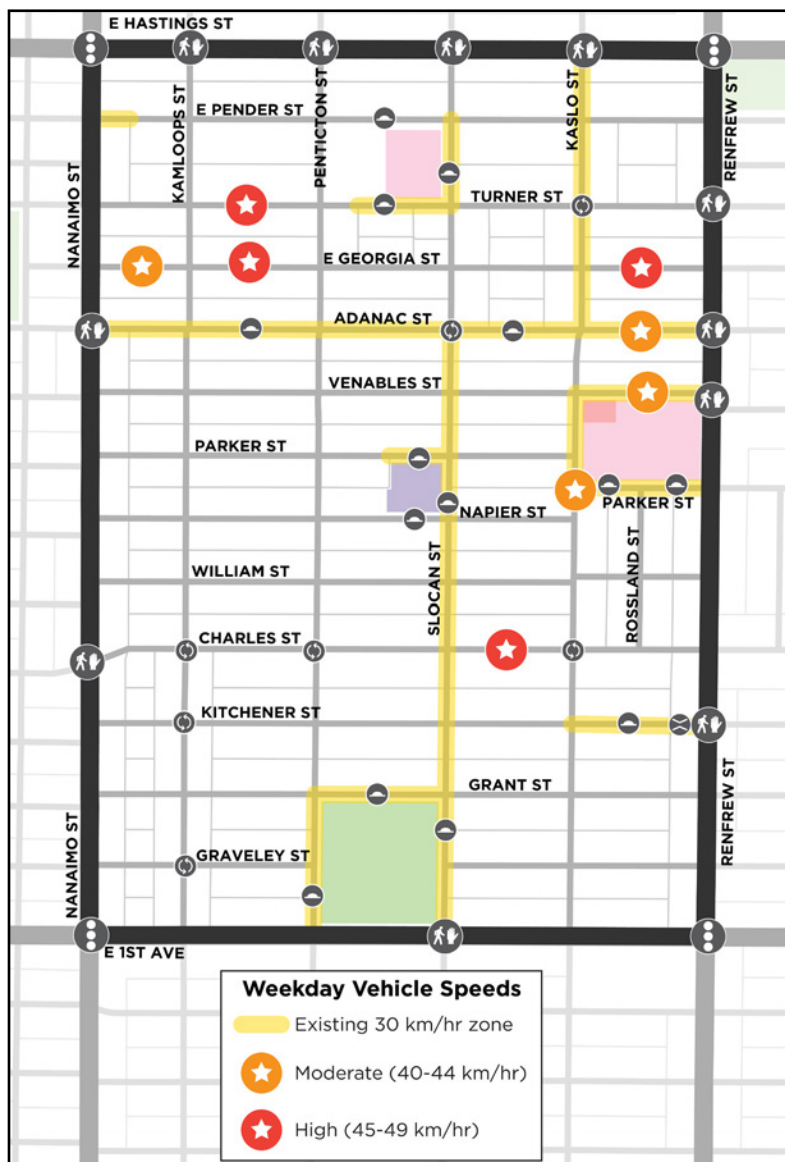 E HASTINGS ST
KAMLOOPS ST
PENTICTON ST
KASLO ST
RENFREW ST
E PENDER ST
NANAIMO ST
TURNER ST
E GEORGIA ST
ADANAC ST
VENABLES ST
PARKER ST
PARKER ST
NAPIER ST
SLOCAN ST
ROSSLAND ST
WILLIAM ST
CHARLES ST
KITCHENER ST
GRANT ST
NANAIMO ST
RENFREW ST
GRAVELEY ST
E 1ST AVE
Weekday Vehicle Speeds
Existing 30 km/hr zone
Moderate (40-44 km/hr)
High (45-49 km/hr)